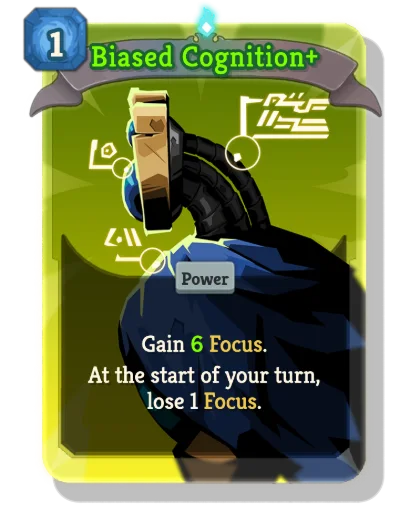 1
Biased Cognition+
Power
Gain 6 Focus.
At the start of your turn,
lose 1 Focus.